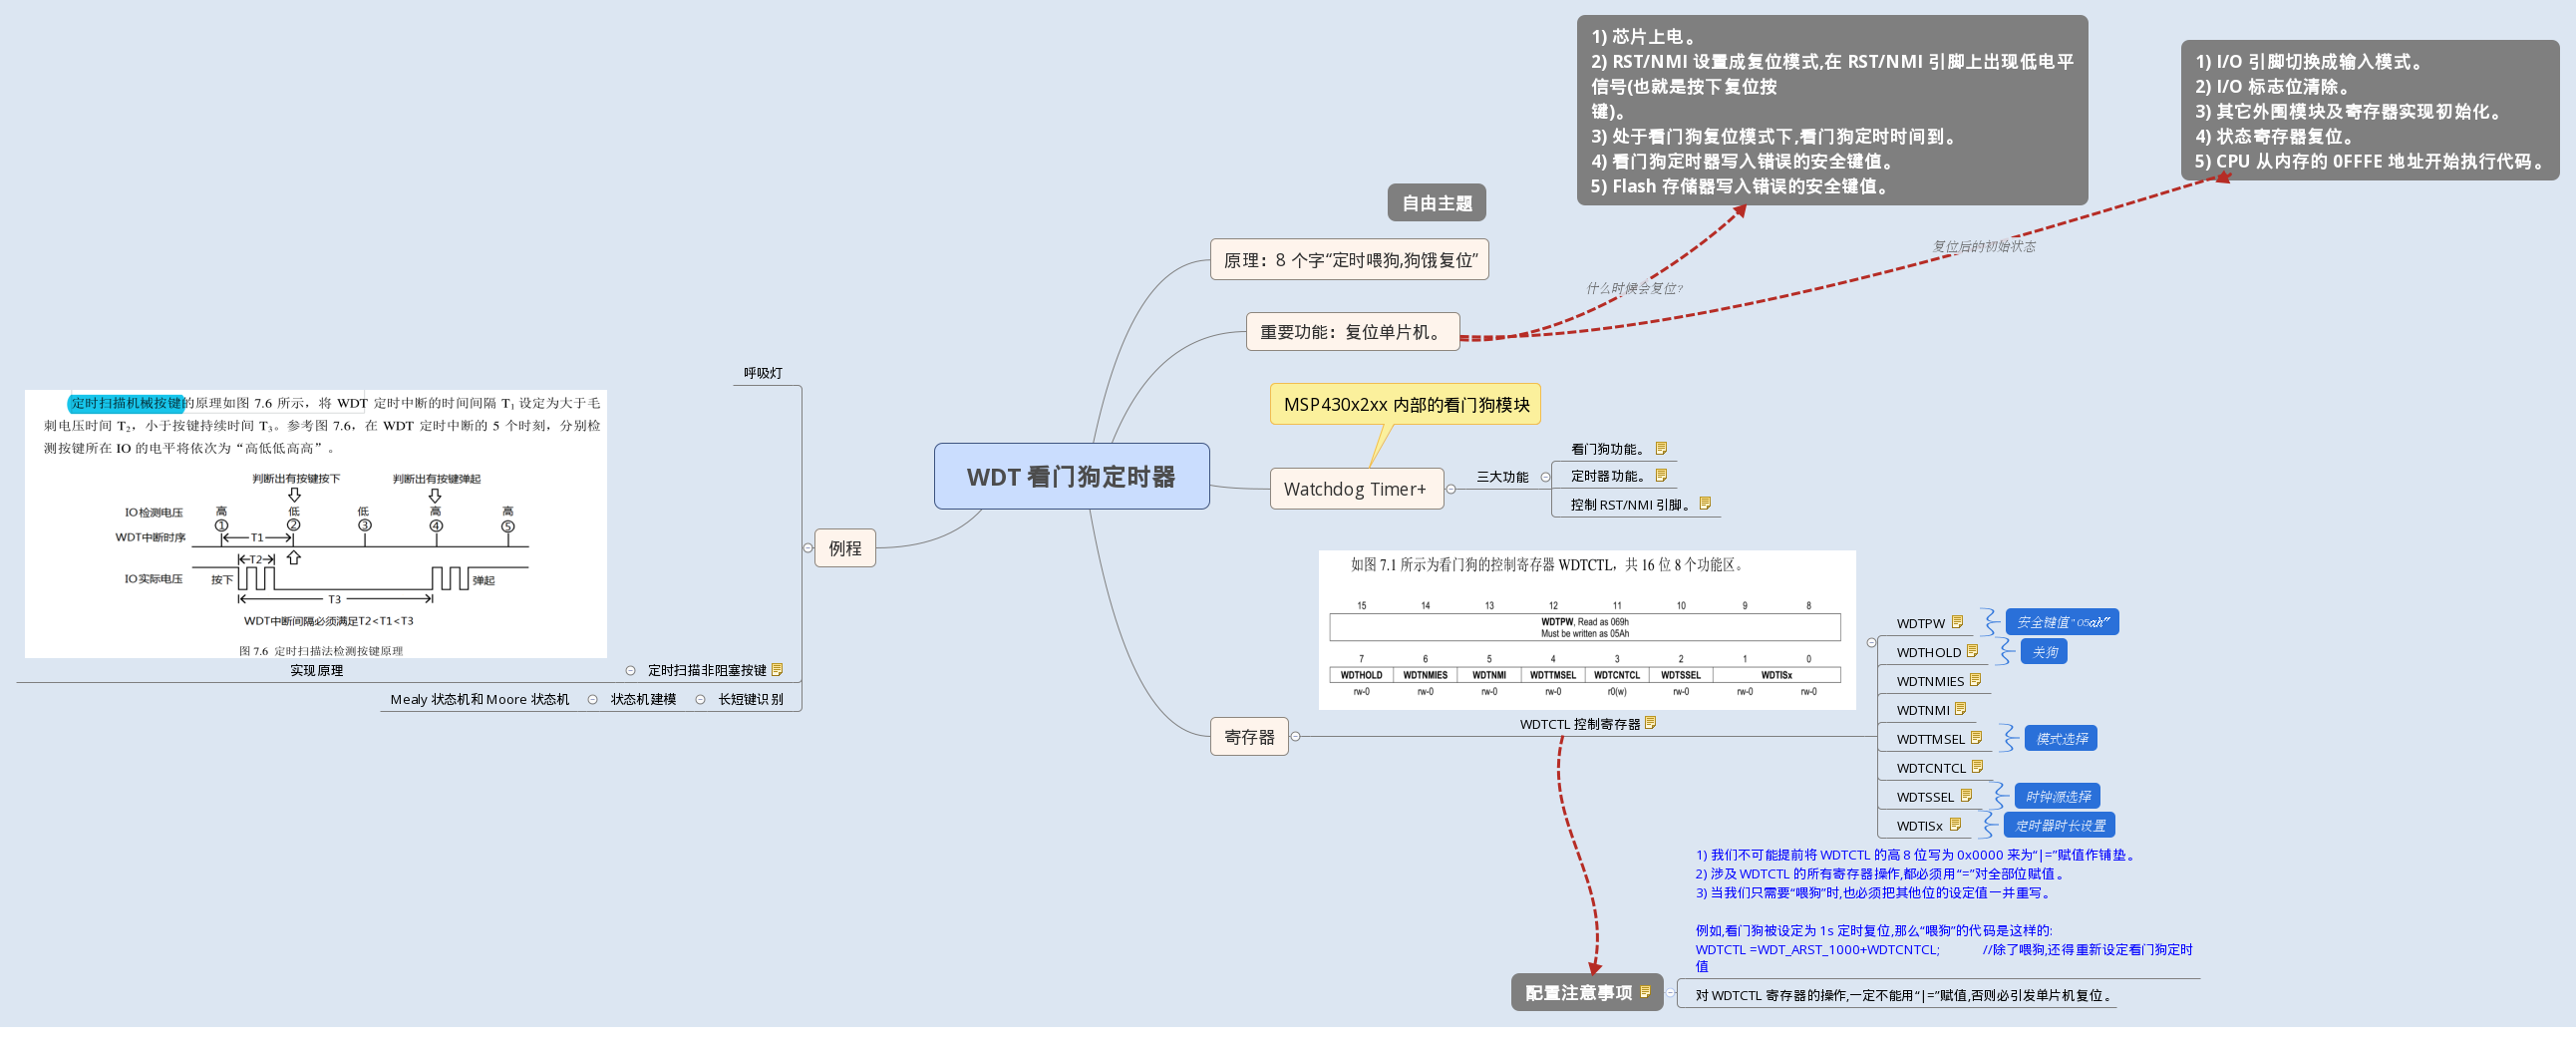 1) 芯片上电。
2) RST/NMI 设置成复位模式,在 RST/NMI 引脚上出现低电平
信号(也就是按下复位按
键)。
3) 处于看门狗复位模式下,看门狗定时时间到。
4) 看门狗定时器写入错误的安全键值。
5) Flash 存储器写入错误的安全键值。
1) I/O 引脚切换成输入模式。
2) I/O 标志位清除。
3) 其它外围模块及寄存器实现初始化。
4) 状态寄存器复位。
5) CPU 从内存的 0FFFE 地址开始执行代码。
自由主题
原理：8 个字“定时喂狗,狗饿复位”
复位后的初始状态
什么时候会复位?
重要功能：复位单片机。
MSP430x2xx 内部的看门狗模块
WDT 看门狗定时器
Watchdog Timer+
三大功能
看门狗功能。
定时器功能。
控制 RST/NMI 引脚。
例程
呼吸灯
定时扫描机械按键的原理如图 7.6 所示，将 WDT 定时中断的时间间隔 T1 设定为大于毛
刺电压时间 T2，小于按键持续时间 T3。参考图 7.6，在 WDT 定时中断的 5 个时刻，分别检
测按键所在 IO 的电平将依次为“高低低高高”。
判断出有按键按下 判断出有按键弹起
IO检测电压 高 低 低 高 高
① ② ③ ④ ⑤
WDT中断时序 T1
T2
IO实际电压 按下 弹起
T3
WDT中断间隔必须满足T2<T1<T3
图 7.6 定时扫描法检测按键原理
实现原理
定时扫描非阻塞按键
Mealy 状态机和 Moore 状态机
状态机建模
长短键识别
寄存器
如图 7.1 所示为看门狗的控制寄存器 WDTCTL，共 16 位 8 个功能区。
15 14 13 12 11 10 9 8
WDTPW, Read as 069h
Must be written as 05Ah
7 6 5 4 3 2 1 0
WDTHOLD WDTNMIES WDTNMI WDTTMSEL WDTCNTCL WDTSSEL WDTISx
rw-0 rw-0 rw-0 rw-0 r0(w) rw-0 rw-0 rw-0
WDTCTL 控制寄存器
WDTPW
安全键值"05ah"
WDTHOLD
关狗
WDTNMIES
WDTNMI
WDTTMSEL
模式选择
WDTCNTCL
WDTSSEL
时钟源选择
WDTISx
定时器时长设置
1) 我们不可能提前将 WDTCTL 的高 8 位写为 0x0000 来为“|=”赋值作铺垫。
2) 涉及 WDTCTL 的所有寄存器操作,都必须用“=”对全部位赋值。
3) 当我们只需要“喂狗”时,也必须把其他位的设定值一并重写。
例如,看门狗被设定为 1s 定时复位,那么“喂狗”的代码是这样的:
WDTCTL =WDT_ARST_1000+WDTCNTCL; //除了喂狗,还得重新设定看门狗定时
值
配置注意事项
对 WDTCTL 寄存器的操作,一定不能用“|=”赋值,否则必引发单片机复位。